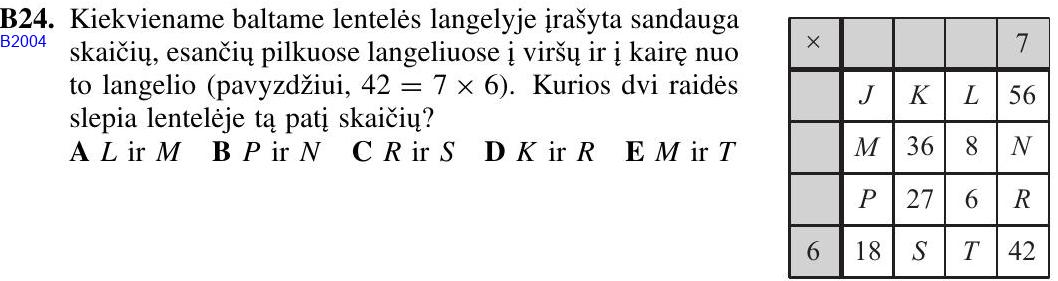 B24. Kiekviename baltame lentelės langelyje įrašyta sandauga
B2004
skaičių, esančių pilkuose langeliuose į viršų ir į kairę nuo
to langelio (pavyzdžiui, 42 = 7 × 6). Kurios dvi raidės
slepia lentelėje tą patį skaičių?
A L ir M B P ir N C R ir S D K ir R E M ir T
× 7
J K L 56
M 36 8 N
P 27 6 R
6 18 S T 42